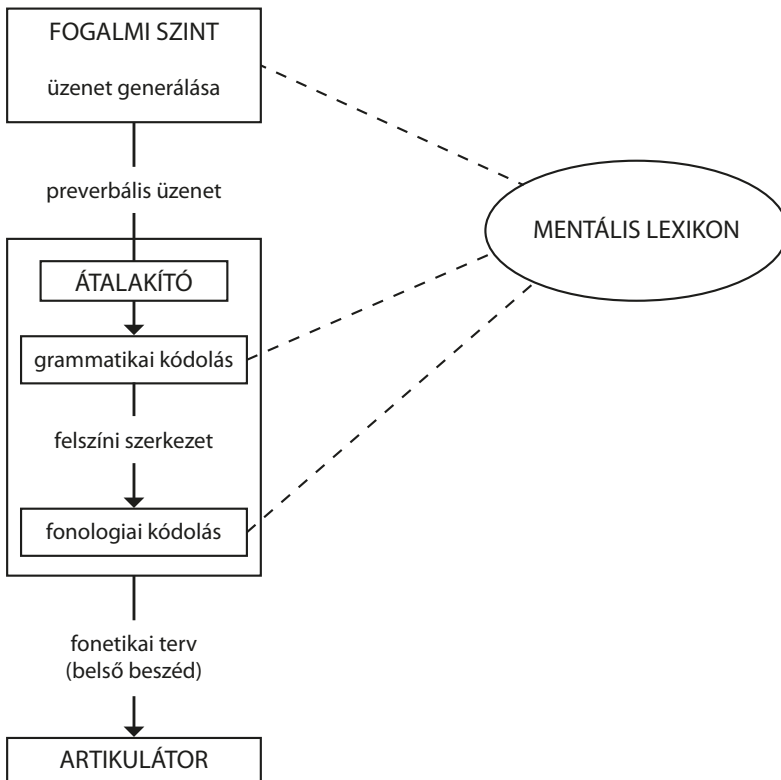 FOGALMI SZINT
üzenet generálása
preverbális üzenet
MENTÁLIS LEXIKON
ÁTALAKÍTÓ
grammatikai kódolás
felszíni szerkezet
fonologiai kódolás
fonetikai terv
(belső beszéd)
ARTIKULÁTOR